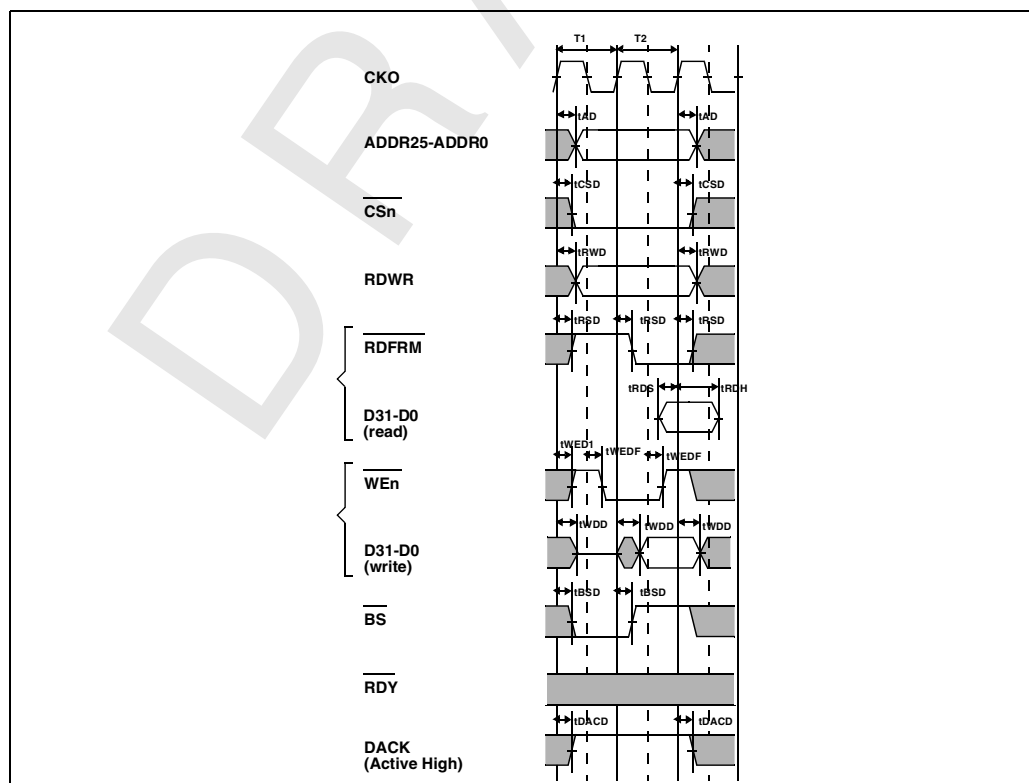 T1 T2
CKO
tAD tAD
ADDR25-ADDR0
tCSD tCSD
CSn
tRWD tRWD
RDWR
tRSD tRSD tRSD
RDFRM
tRDS tRDH
D31-D0
(read)
tWED1 tWEDF tWEDF
WEn
tWDD tWDD tWDD
D31-D0
(write)
tBSD tBSD
BS
RDY
tDACD tDACD
DACK
(Active High)